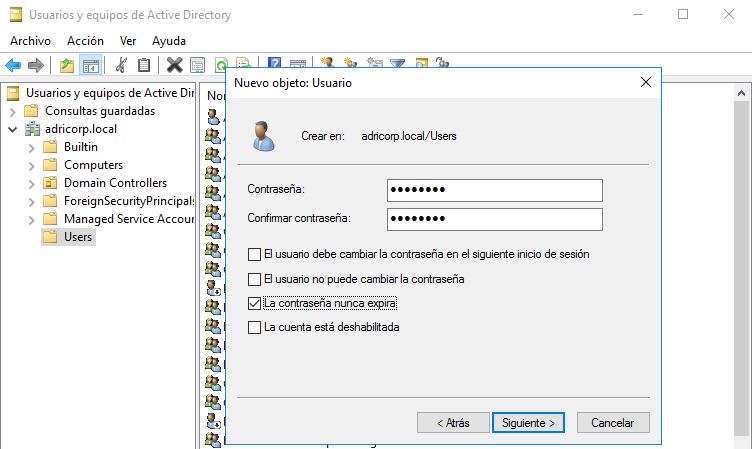 Usuarios y equipos de Active Directory
Archivo Acción Ver Ayuda
Usuarios y equipos de Active Direc
Consultas guardadas
adricorp.local
Builtin
Computers
Domain Controllers
ForeignSecurityPrincipals
Managed Service Accoun
Users
Nuevo objeto: Usuario
Crear en: adricorp.local/Users
Contraseña: ●●●●●●●●
Confirmar contraseña: ●●●●●●●●
El usuario debe cambiar la contraseña en el siguiente inicio de sesión
El usuario no puede cambiar la contraseña
La contraseña nunca expira
La cuenta está deshabilitada
< Atrás Siguiente > Cancelar